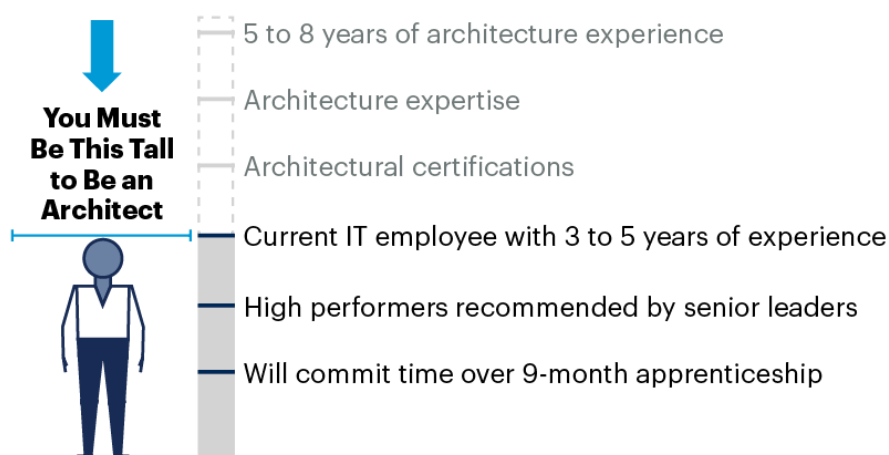 5 to 8 years of architecture experience
Architecture expertise
Architectural certifications
You Must
Be This Tall
to Be an
Architect
Current IT employee with 3 to 5 years of experience
High performers recommended by senior leaders
Will commit time over 9-month apprenticeship